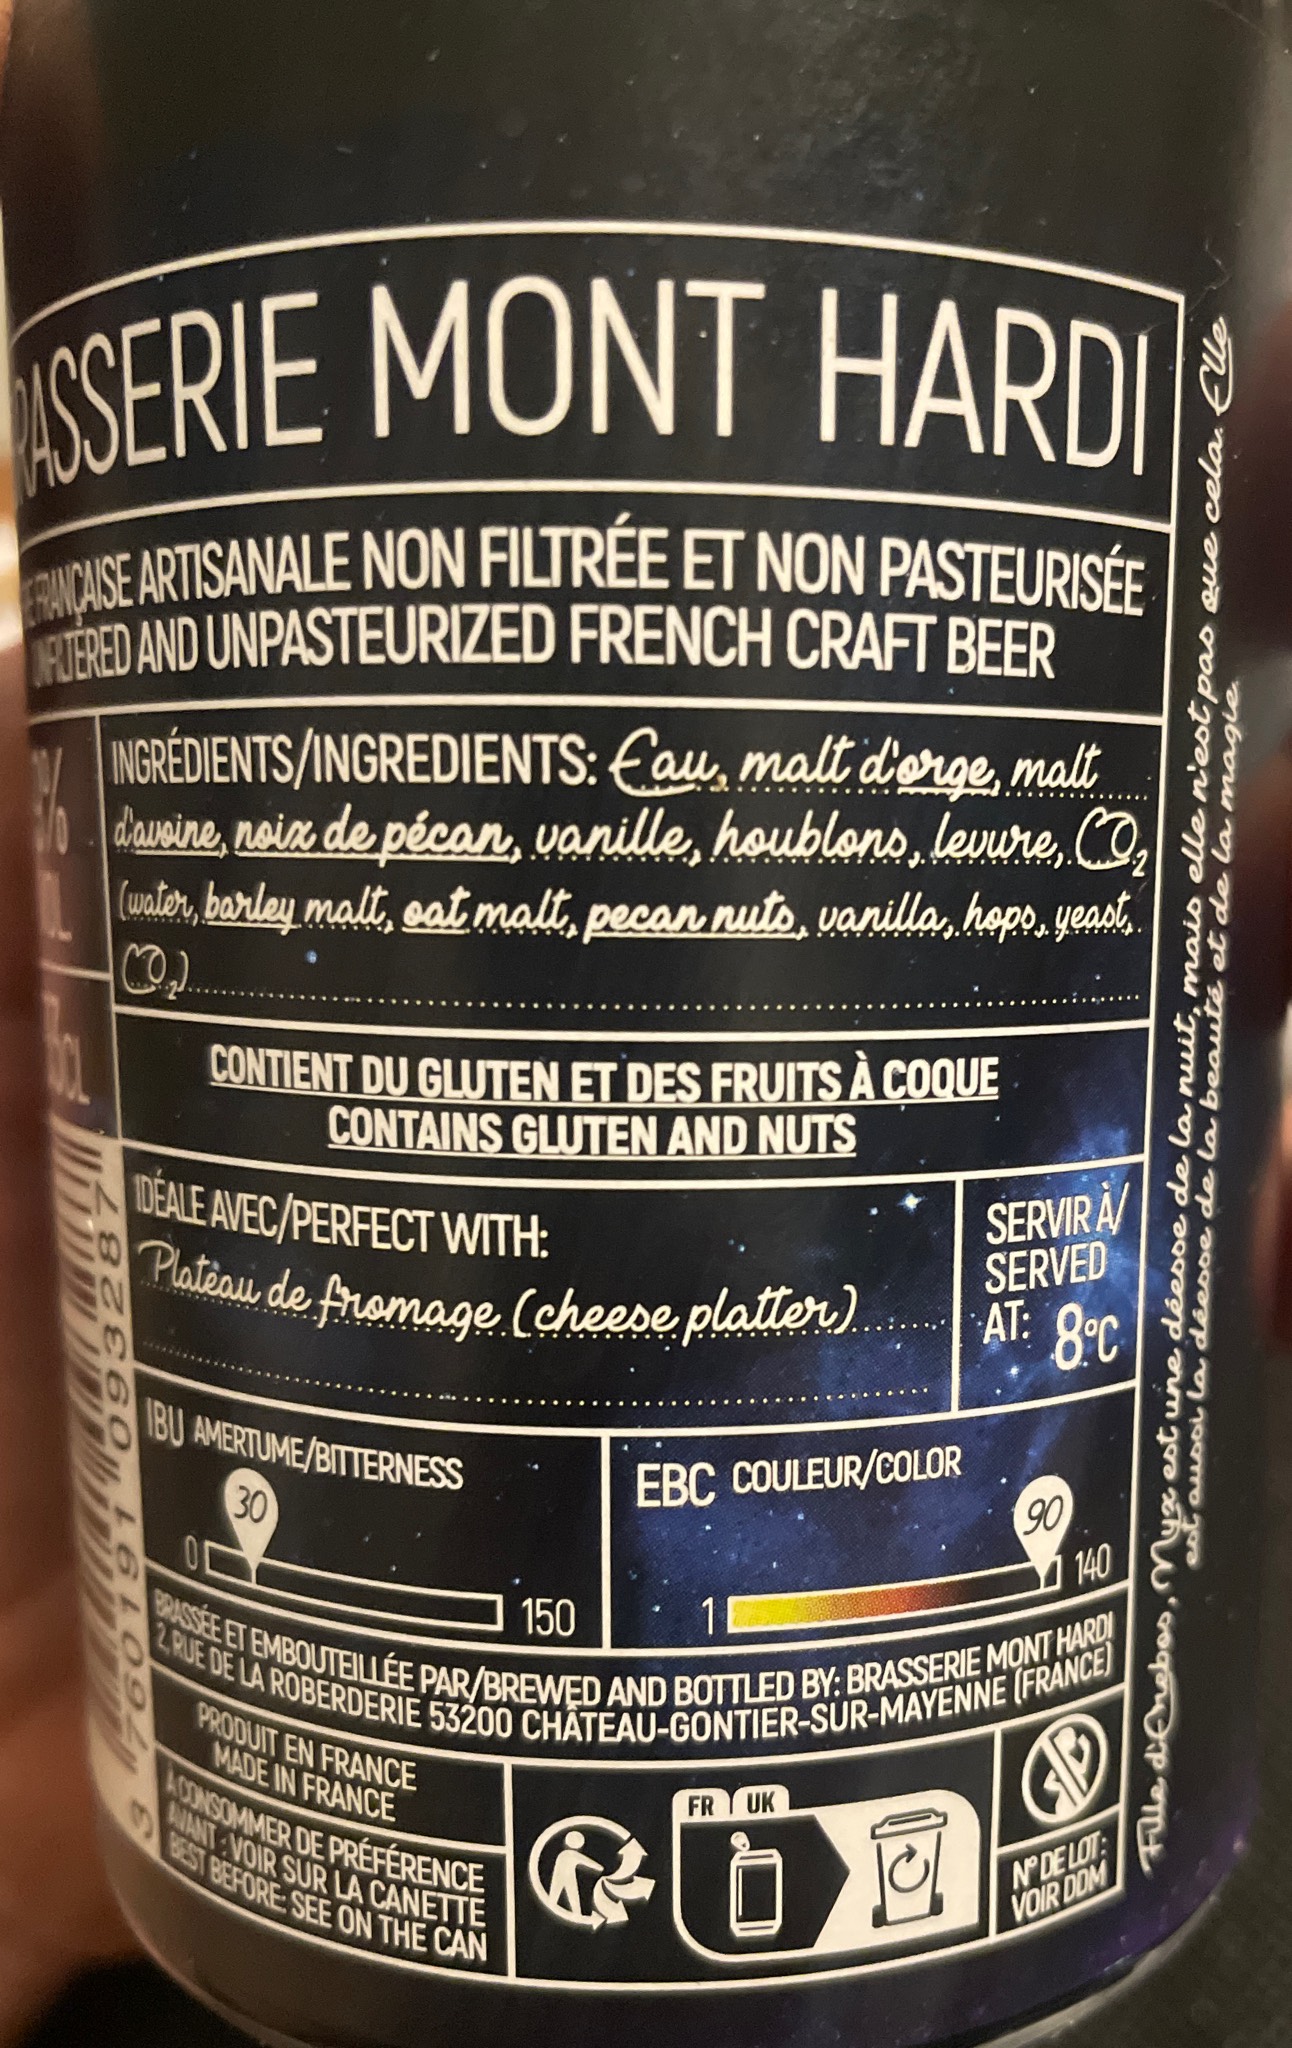 BRASSERIE MONT HARDI
FRANÇAISE ARTISANALE NON FILTRÉE ET NON PASTEURISÉE
UNFILTERED AND UNPASTEURIZED FRENCH CRAFT BEER
INGRÉDIENTS/INGREDIENTS: Eau, malt d'orge, malt
d'avoine, noix de pécan, vanille, houblons, levure, CO2
(water, barley malt, oat malt, pecan nuts, vanilla, hops, yeast,
CO2)
CONTIENT DU GLUTEN ET DES FRUITS À COQUE
CONTAINS GLUTEN AND NUTS
IDÉALE AVEC/PERFECT WITH:
Plateau de fromage (cheese platter)
SERVIR À/
SERVED
AT: 8°C
IBU AMERTUME/BITTERNESS
30
0 150
EBC COULEUR/COLOR
90
1 140
BRASSÉE ET EMBOUTEILLÉE PAR/BREWED AND BOTTLED BY: BRASSERIE MONT HARDI
2, RUE DE LA ROBERDERIE 53200 CHÂTEAU-GONTIER-SUR-MAYENNE (FRANCE)
PRODUIT EN FRANCE
MADE IN FRANCE
À CONSOMMER DE PRÉFÉRENCE
AVANT : VOIR SUR LA CANETTE
BEST BEFORE: SEE ON THE CAN
FR UK
N° DE LOT :
VOIR DDM
3 760191 093287
Fille d'Erebos, Nyx est une déesse de la nuit, mais elle n'est pas que cela. Elle
est aussi la déesse de la beauté et de la magie.